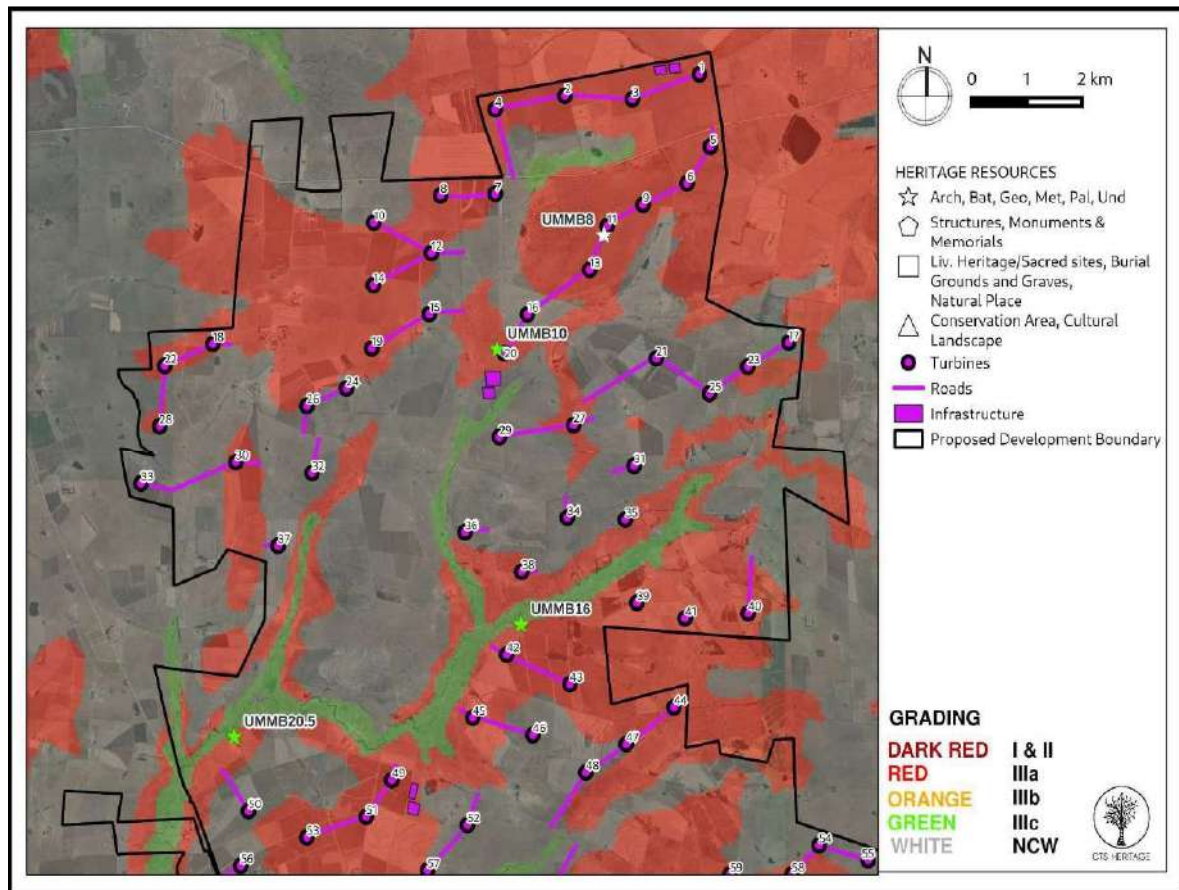 1
2
3
4
5
6
7
8
9
10
11
UMMB8
12
13
14
15
16
17
UMMB10
20
18
19
21
22
23
24
25
26
27
28
29
30
31
32
33
34
35
36
37
38
39
40
41
UMMB16
42
43
44
45
46
47
UMMB20.5
48
49
50
51
52
53
54
55
56
57
58
59
N
0 1 2 km
HERITAGE RESOURCES
Arch, Bat, Geo, Met, Pal, Und
Structures, Monuments &
Memorials
Liv. Heritage/Sacred sites, Burial
Grounds and Graves,
Natural Place
Conservation Area, Cultural
Landscape
Turbines
Roads
Infrastructure
Proposed Development Boundary
GRADING
DARK RED I & II
RED IIIa
ORANGE IIIb
GREEN IIIc
WHITE NCW
CTS HERITAGE